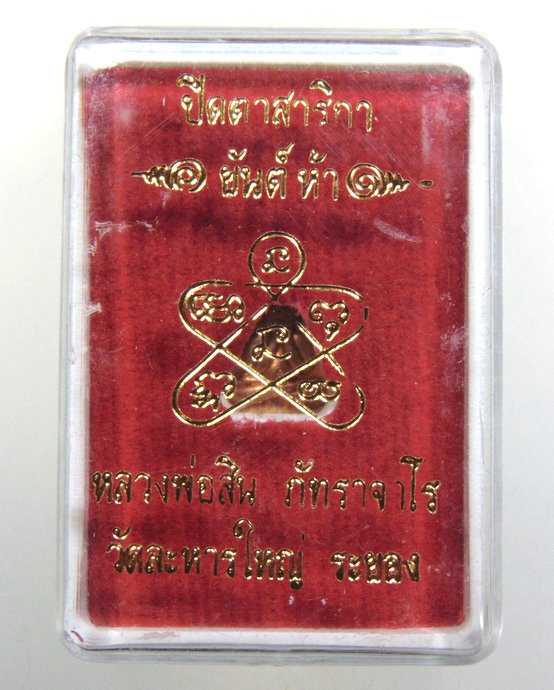 ปิดตาสาริกา
ยันต์ ห้า
หลวงพ่อสิน ภัทราจาโร
วัดละหารใหญ่ ระยอง